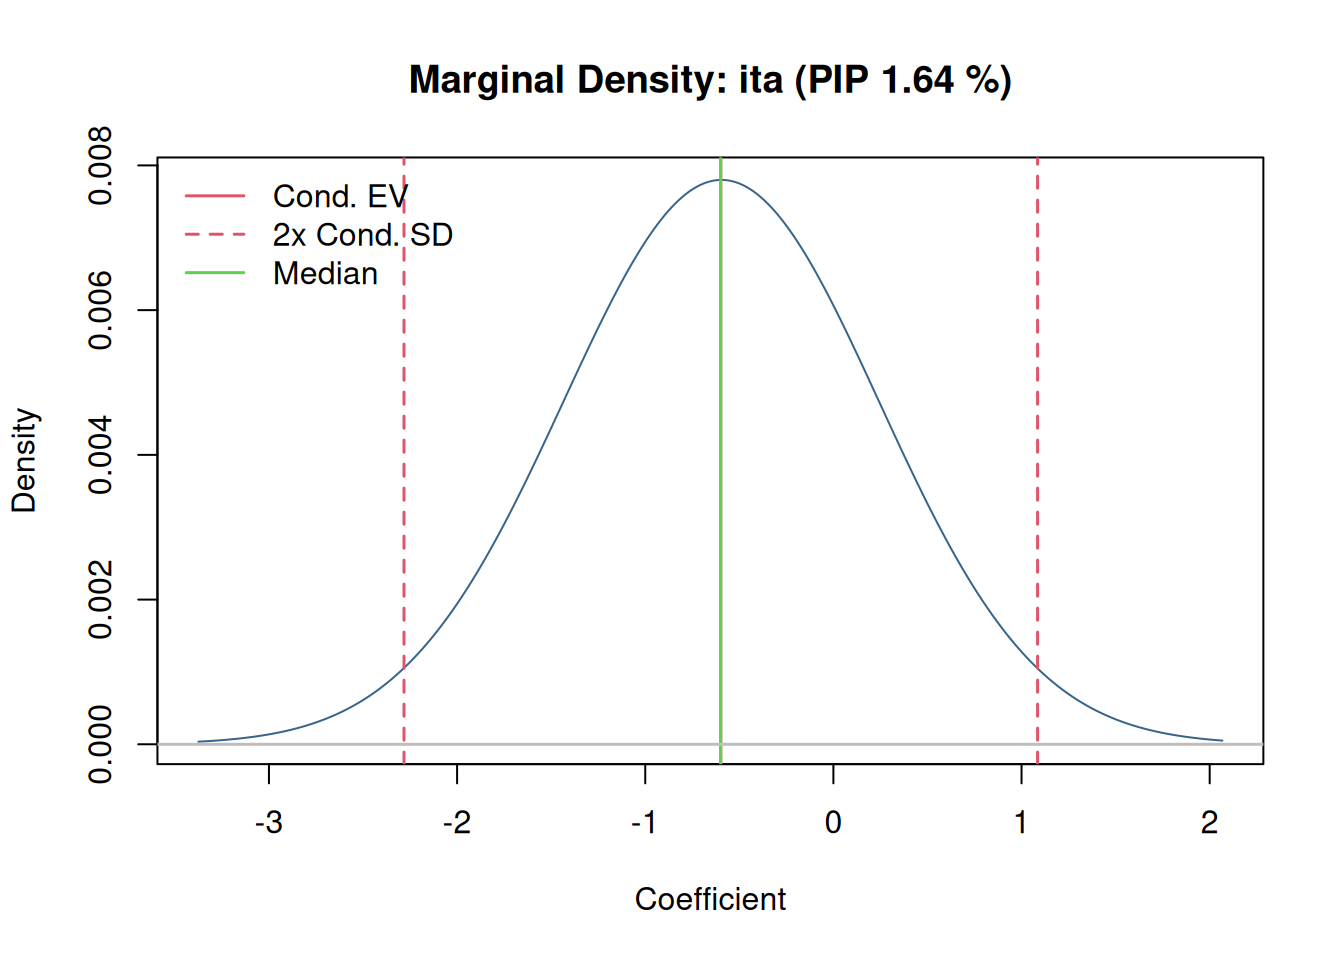 Marginal Density: ita (PIP 1.64 %)
Cond. EV
2x Cond. SD
Median
Density
0.008
0.006
0.004
0.002
0.000
-3 -2 -1 0 1 2
Coefficient